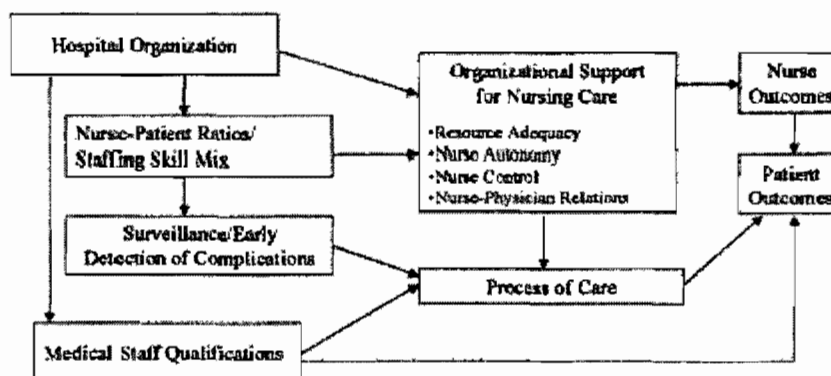 Hospital Organization
Nurse-Patient Ratios/
Staffing Skill Mix
Surveillance/Early
Detection of Complications
Medical Staff Qualifications
Organizational Support
for Nursing Care
•Resource Adequacy
•Nurse Autonomy
•Nurse Control
•Nurse-Physician Relations
Process of Care
Nurse
Outcomes
Patient
Outcomes